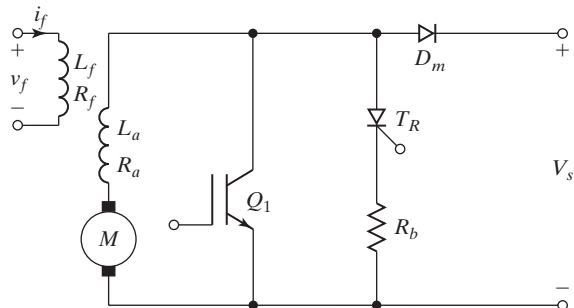 i_f
+
v_f
−
L_f
R_f
L_a
R_a
M
Q_1
D_m
T_R
R_b
+
V_s
−